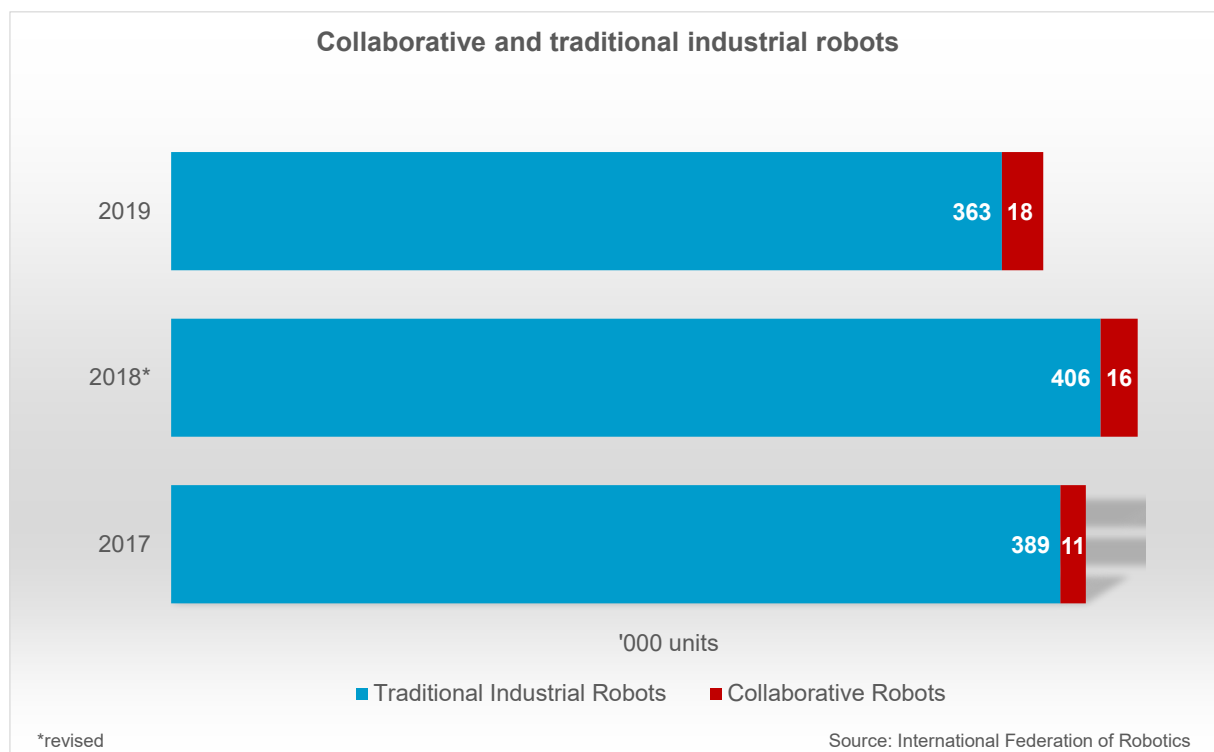 Collaborative and traditional industrial robots
2019
363 18
2018*
406 16
2017
389 11
'000 units
Traditional Industrial Robots Collaborative Robots
*revised Source: International Federation of Robotics